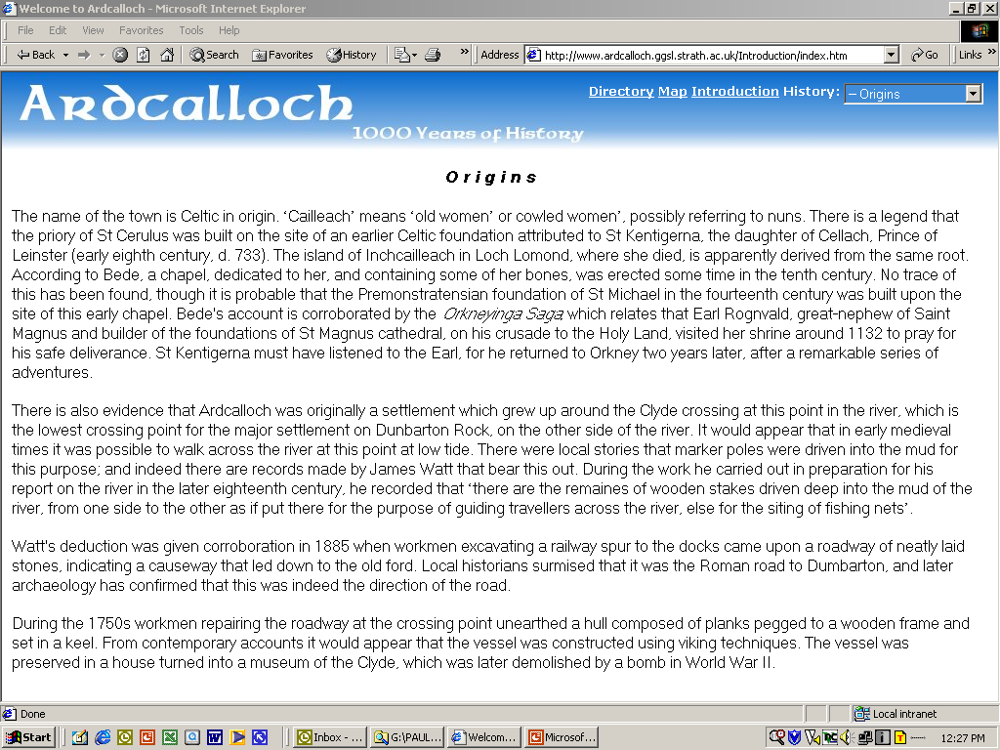 Welcome to Ardcalloch - Microsoft Internet Explorer
File Edit View Favorites Tools Help
Back Search Favorites History » Address http://www.ardcalloch.ggsl.strath.ac.uk/Introduction/index.htm Go Links »
Ardcalloch
1000 Years of History
Directory Map Introduction History: -- Origins
Origins
The name of the town is Celtic in origin. ‘Cailleach’ means ‘old women’ or cowled women’, possibly referring to nuns. There is a legend that
the priory of St Cerulus was built on the site of an earlier Celtic foundation attributed to St Kentigerna, the daughter of Cellach, Prince of
Leinster (early eighth century, d. 733). The island of Inchcailleach in Loch Lomond, where she died, is apparently derived from the same root.
According to Bede, a chapel, dedicated to her, and containing some of her bones, was erected some time in the tenth century. No trace of
this has been found, though it is probable that the Premonstratensian foundation of St Michael in the fourteenth century was built upon the
site of this early chapel. Bede's account is corroborated by the Orkneyinga Saga which relates that Earl Rognvald, great-nephew of Saint
Magnus and builder of the foundations of St Magnus cathedral, on his crusade to the Holy Land, visited her shrine around 1132 to pray for
his safe deliverance. St Kentigerna must have listened to the Earl, for he returned to Orkney two years later, after a remarkable series of
adventures.
There is also evidence that Ardcalloch was originally a settlement which grew up around the Clyde crossing at this point in the river, which is
the lowest crossing point for the major settlement on Dunbarton Rock, on the other side of the river. It would appear that in early medieval
times it was possible to walk across the river at this point at low tide. There were local stories that marker poles were driven into the mud for
this purpose; and indeed there are records made by James Watt that bear this out. During the work he carried out in preparation for his
report on the river in the later eighteenth century, he recorded that ‘there are the remaines of wooden stakes driven deep into the mud of the
river, from one side to the other as if put there for the purpose of guiding travellers across the river, else for the siting of fishing nets’.
Watt's deduction was given corroboration in 1885 when workmen excavating a railway spur to the docks came upon a roadway of neatly laid
stones, indicating a causeway that led down to the old ford. Local historians surmised that it was the Roman road to Dumbarton, and later
archaeology has confirmed that this was indeed the direction of the road.
During the 1750s workmen repairing the roadway at the crossing point unearthed a hull composed of planks pegged to a wooden frame and
set in a keel. From contemporary accounts it would appear that the vessel was constructed using viking techniques. The vessel was
preserved in a house turned into a museum of the Clyde, which was later demolished by a bomb in World War II.
Done Local intranet
Start Inbox - ... G:\PAUL... Welcom... Microsof... 12:27 PM